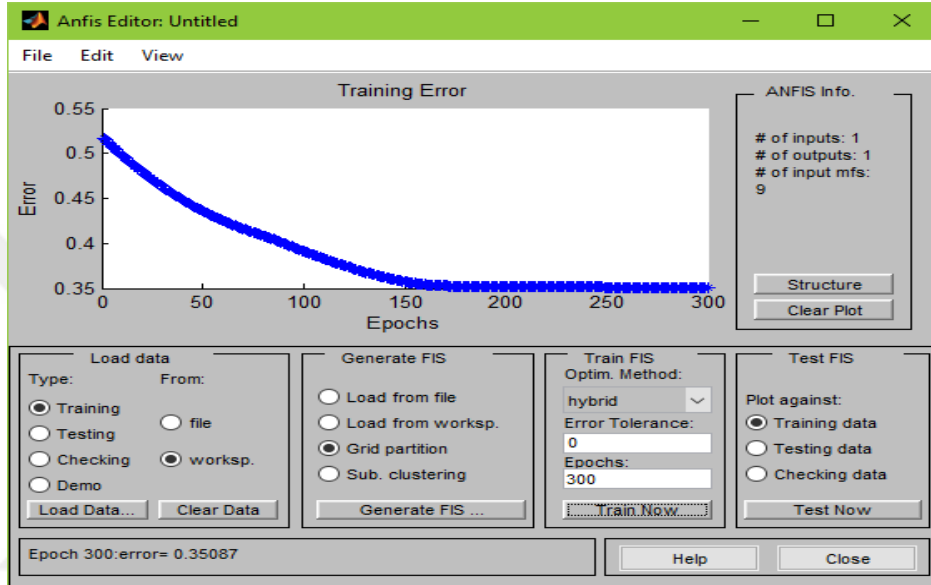 Anfis Editor: Untitled
File Edit View
Training Error
0.55
0.5
0.45
0.4
0.35
Error
0 50 100 150 200 250 300
Epochs
ANFIS Info.
# of inputs: 1
# of outputs: 1
# of input mfs:
9
Structure
Clear Plot
Load data
Type: From:
Training
Testing
Checking
Demo
file
worksp.
Load Data... Clear Data
Generate FIS
Load from file
Load from worksp.
Grid partition
Sub. clustering
Generate FIS ...
Train FIS
Optim. Method:
hybrid
Error Tolerance:
0
Epochs:
300
Train Now
Test FIS
Plot against:
Training data
Testing data
Checking data
Test Now
Epoch 300:error= 0.35087
Help Close